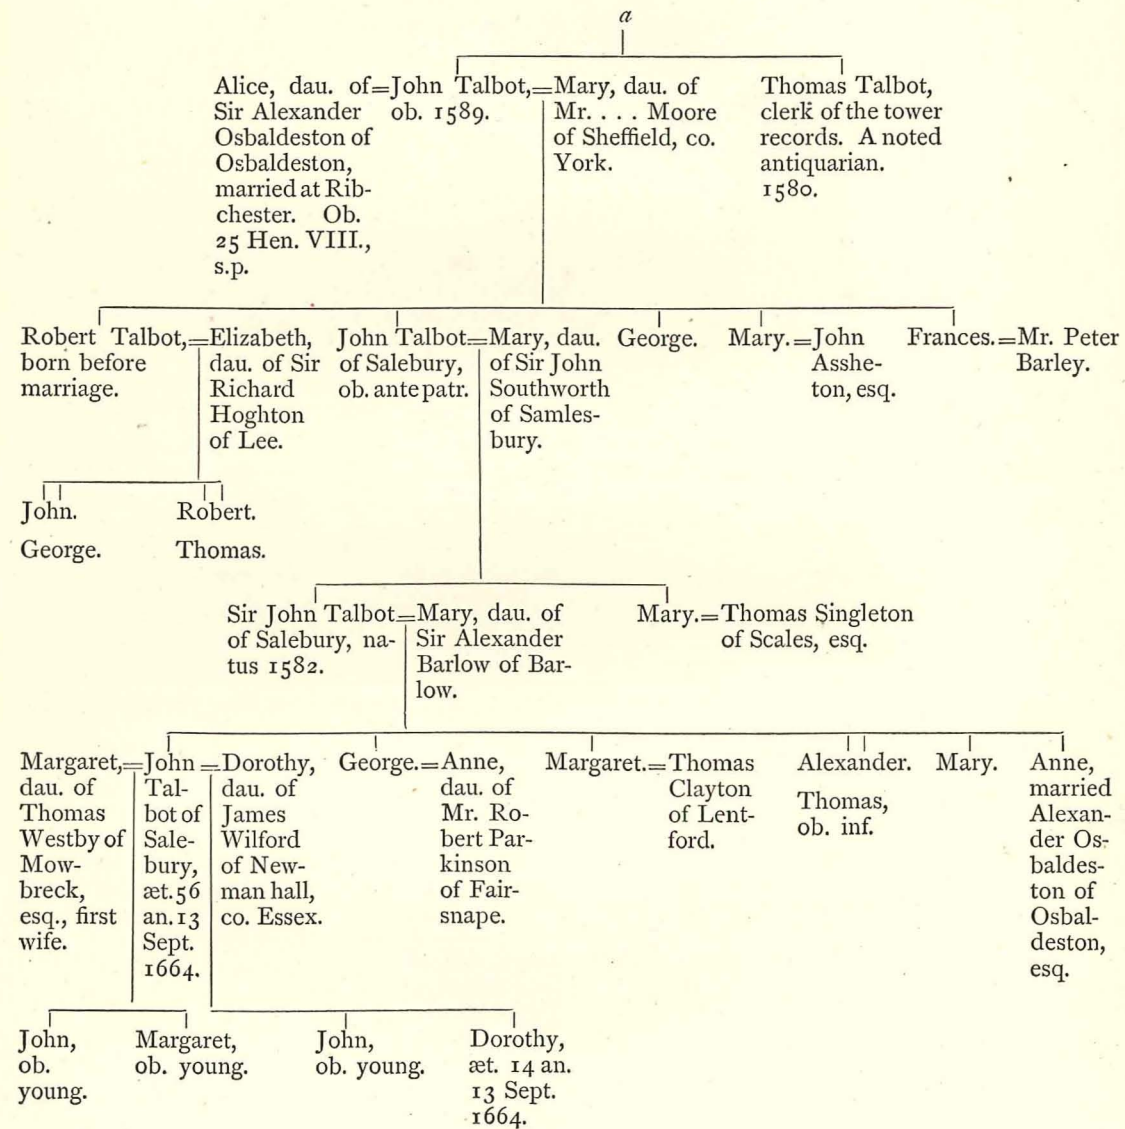 a
Alice, dau. of=John Talbot,=Mary, dau. of
Sir Alexander
Osbaldeston of
Osbaldeston,
married at Rib-
chester. Ob.
25 Hen. VIII.,
s.p.
ob. 1589.
Mr. . . . Moore
of Sheffield, co.
York.
Thomas Talbot,
clerk of the tower
records. A noted
antiquarian.
1580.
Robert Talbot,=Elizabeth,
born before
marriage.
dau. of Sir
Richard
Hoghton
of Lee.
John Talbot=Mary, dau.
of Salebury,
ob. ante patr.
of Sir John
Southworth
of Samles-
bury.
George.
Mary.=John
Asshe-
ton, esq.
Frances.=Mr. Peter
Barley.
John.
George.
Robert.
Thomas.
Sir John Talbot=Mary, dau. of
of Salebury, na-
tus 1582.
Sir Alexander
Barlow of Bar-
low.
Mary.=Thomas Singleton
of Scales, esq.
Margaret,=John=Dorothy,
dau. of
Thomas
Westby of
Mow-
breck,
esq., first
wife.
Tal-
bot of
Sale-
bury,
æt. 56
an. 13
Sept.
1664.
dau. of
James
Wilford
of New-
man hall,
co. Essex.
George.=Anne,
dau. of
Mr. Ro-
bert Par-
kinson
of Fair-
snape.
Margaret.=Thomas
Clayton
of Lent-
ford.
Alexander.
Thomas,
ob. inf.
Mary.
Anne,
married
Alexan-
der Os-
baldes-
ton of
Osbal-
deston,
esq.
John,
ob.
young.
Margaret,
ob. young.
John,
ob. young.
Dorothy,
æt. 14 an.
13 Sept.
1664.